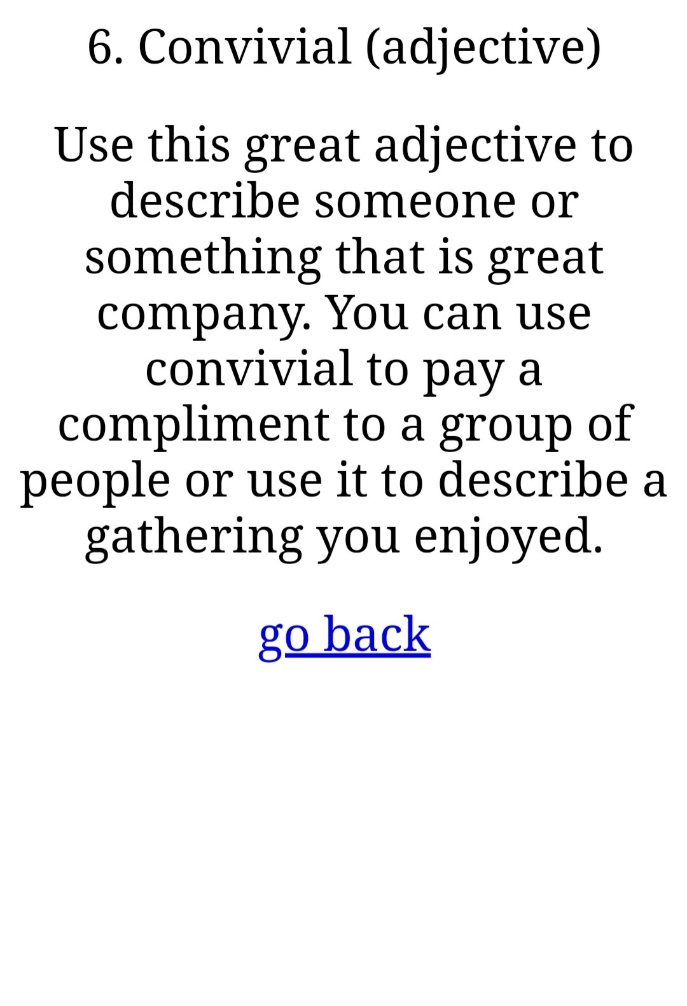 6. Convivial (adjective)
Use this great adjective to
describe someone or
something that is great
company. You can use
convivial to pay a
compliment to a group of
people or use it to describe a
gathering you enjoyed.
go back